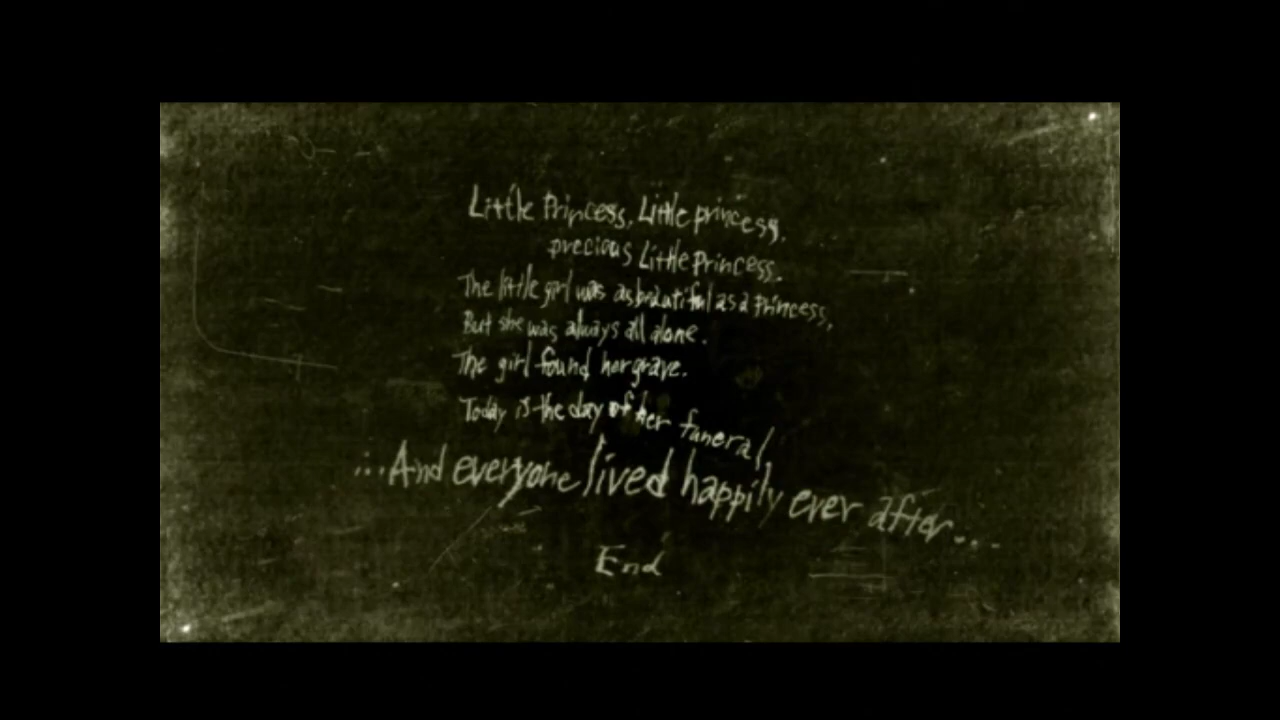 Little Princess, Little princess,
precious Little Princess.
The little girl was as beautiful as a Princess,
But she was always all alone.
The girl found her grave.
Today is the day of her funeral,
...And everyone lived happily ever after...
End